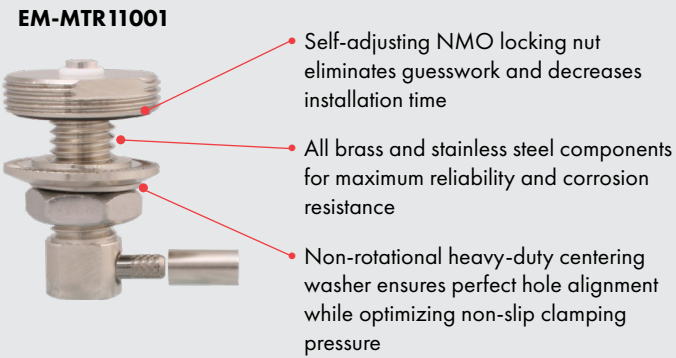 EM-MTR11001
Self-adjusting NMO locking nut
eliminates guesswork and decreases
installation time
All brass and stainless steel components
for maximum reliability and corrosion
resistance
Non-rotational heavy-duty centering
washer ensures perfect hole alignment
while optimizing non-slip clamping
pressure